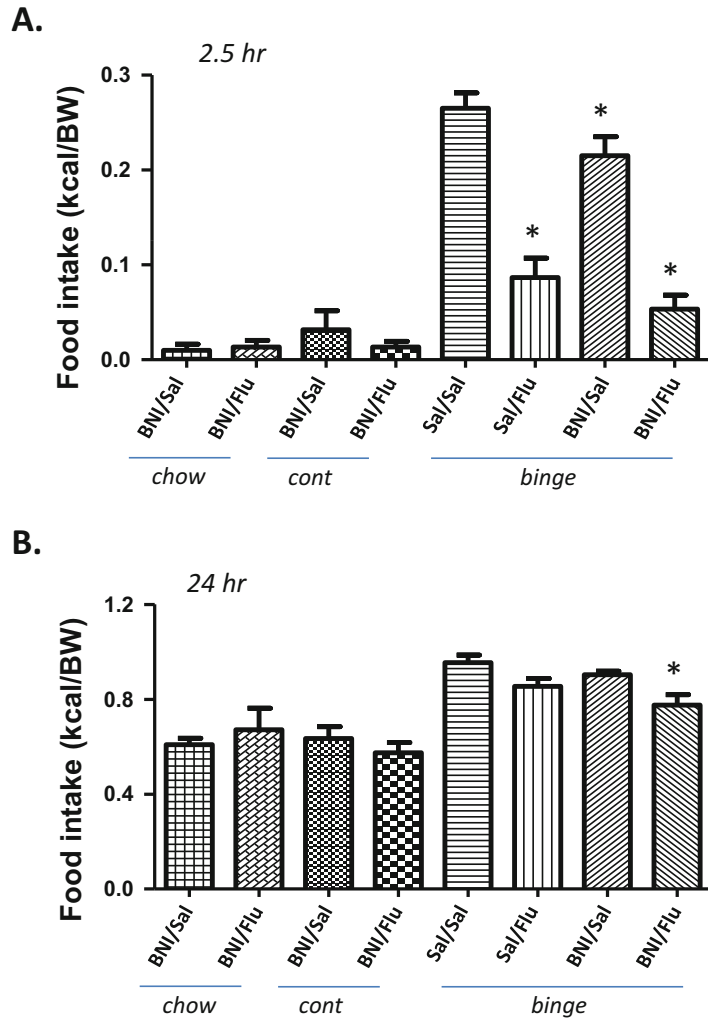 A.
2.5 hr
Food intake (kcal/BW)
0.3
0.2
0.1
0.0
*
*
*
BNI/Sal
BNI/Flu
BNI/Sal
BNI/Flu
Sal/Sal
Sal/Flu
BNI/Sal
BNI/Flu
chow
cont
binge
B.
24 hr
Food intake (kcal/BW)
1.2
0.8
0.4
0.0
*
BNI/Sal
BNI/Flu
BNI/Sal
BNI/Flu
Sal/Sal
Sal/Flu
BNI/Sal
BNI/Flu
chow
cont
binge